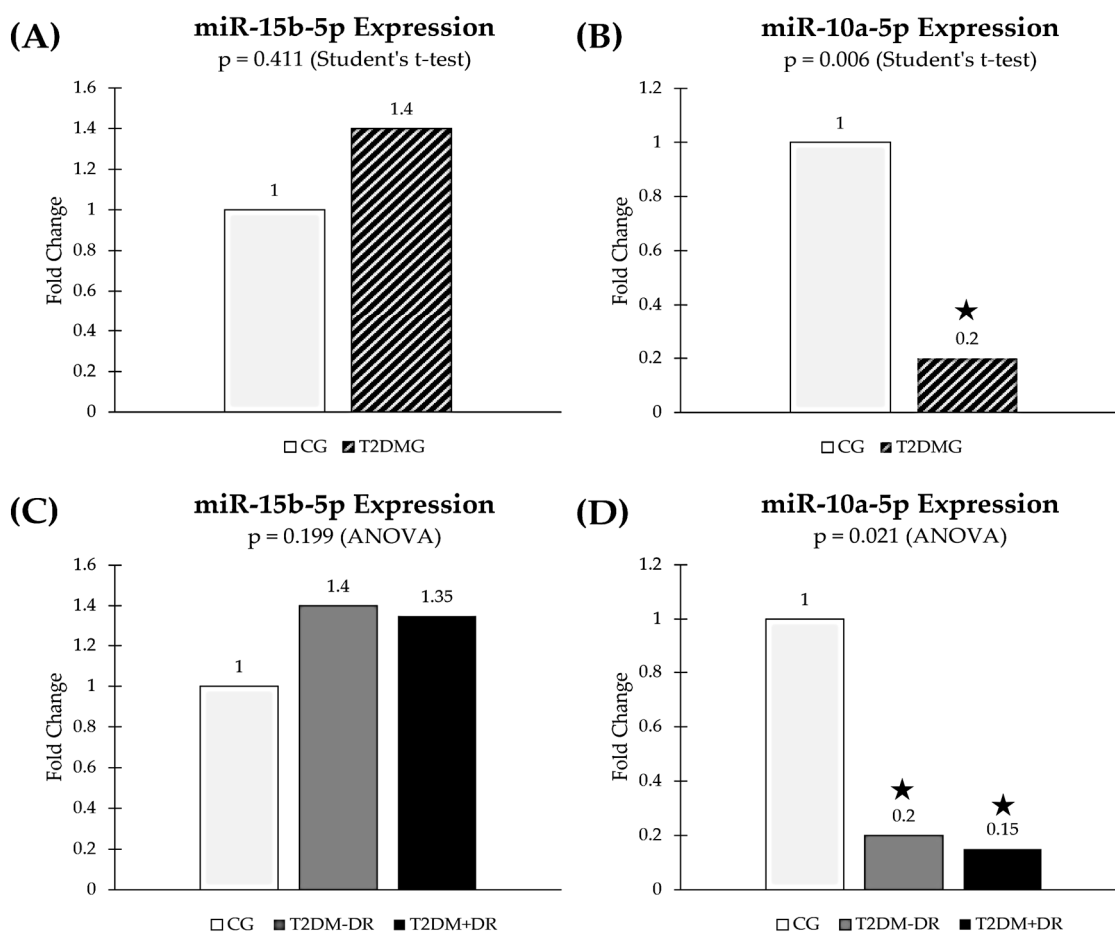 (A)
miR-15b-5p Expression
p = 0.411 (Student's t-test)
Fold Change
1.6
1.4
1.2
1
0.8
0.6
0.4
0.2
0
1
1.4
CG T2DMG
(B)
miR-10a-5p Expression
p = 0.006 (Student's t-test)
Fold Change
1.2
1
0.8
0.6
0.4
0.2
0
1
★
0.2
CG T2DMG
(C)
miR-15b-5p Expression
p = 0.199 (ANOVA)
Fold Change
1.6
1.4
1.2
1
0.8
0.6
0.4
0.2
0
1
1.4
1.35
CG T2DM-DR T2DM+DR
(D)
miR-10a-5p Expression
p = 0.021 (ANOVA)
Fold Change
1.2
1
0.8
0.6
0.4
0.2
0
1
★
0.2
★
0.15
CG T2DM-DR T2DM+DR